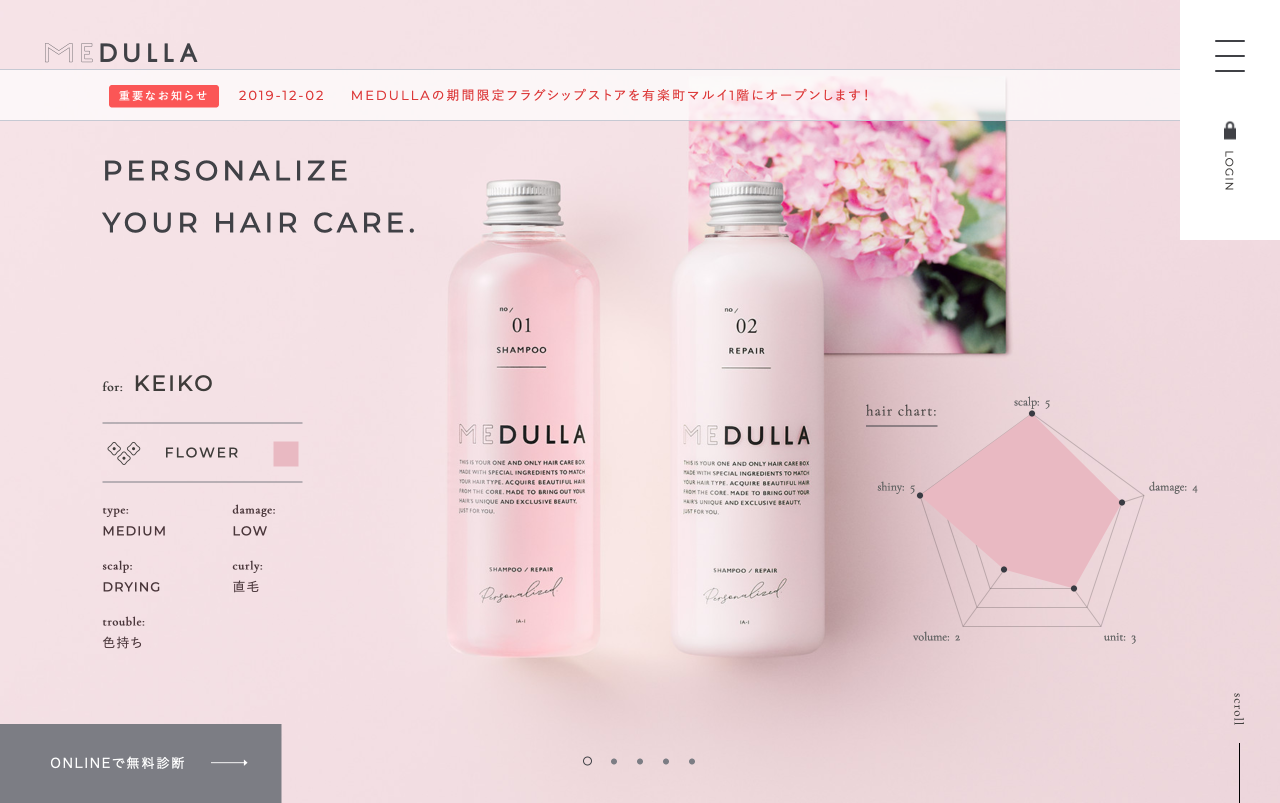 MEDULLA
重要なお知らせ 2019-12-02 MEDULLAの期間限定フラグシップストアを有楽町マルイ1階にオープンします!
LOGIN
PERSONALIZE
YOUR HAIR CARE.
for: KEIKO
FLOWER
type: damage:
MEDIUM LOW
scalp: curly:
DRYING 直毛
trouble:
色持ち
no/
01
SHAMPOO
MEDULLA
THIS IS YOUR ONE AND ONLY HAIR CARE BOX
MADE WITH SPECIAL INGREDIENTS TO MATCH
YOUR HAIR TYPE. ACQUIRE BEAUTIFUL HAIR
FROM THE CORE. MADE TO BRING OUT YOUR
HAIR'S UNIQUE AND EXCLUSIVE BEAUTY,
JUST FOR YOU.
SHAMPOO / REPAIR
Personalized
no/
02
REPAIR
MEDULLA
THIS IS YOUR ONE AND ONLY HAIR CARE BOX
MADE WITH SPECIAL INGREDIENTS TO MATCH
YOUR HAIR TYPE. ACQUIRE BEAUTIFUL HAIR
FROM THE CORE. MADE TO BRING OUT YOUR
HAIR'S UNIQUE AND EXCLUSIVE BEAUTY,
JUST FOR YOU.
SHAMPOO / REPAIR
Personalized
hair chart:
scalp: 5
shiny: 5
damage: 4
volume: 2
unit: 3
scroll
ONLINEで無料診断